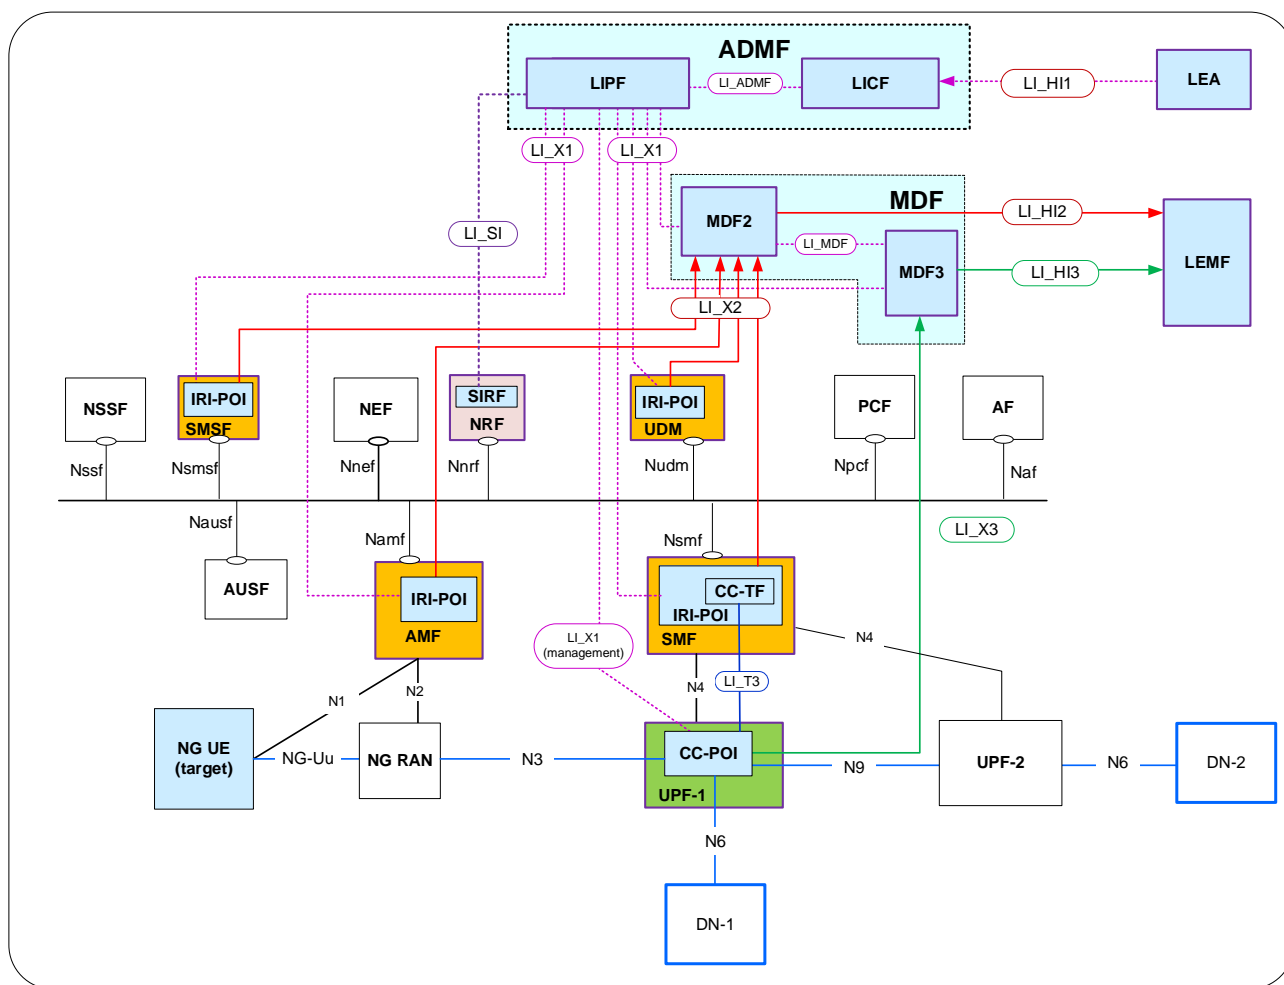 ADMF
LIPF
LI_ADMF
LICF
LI_HI1
LEA
LI_X1
LI_X1
MDF
MDF2
LI_HI2
LI_SI
LI_MDF
MDF3
LI_HI3
LEMF
LI_X2
NSSF
IRI-POI
SMSF
NEF
SIRF
NRF
IRI-POI
UDM
PCF
AF
Nssf
Nsmsf
Nnef
Nnrf
Nudm
Npcf
Naf
Nausf
Namf
Nsmf
LI_X3
AUSF
IRI-POI
AMF
CC-TF
IRI-POI
SMF
LI_X1
(management)
N4
N1
N2
N4
LI_T3
NG UE
(target)
NG-Uu
NG RAN
N3
CC-POI
UPF-1
N9
UPF-2
N6
DN-2
N6
DN-1